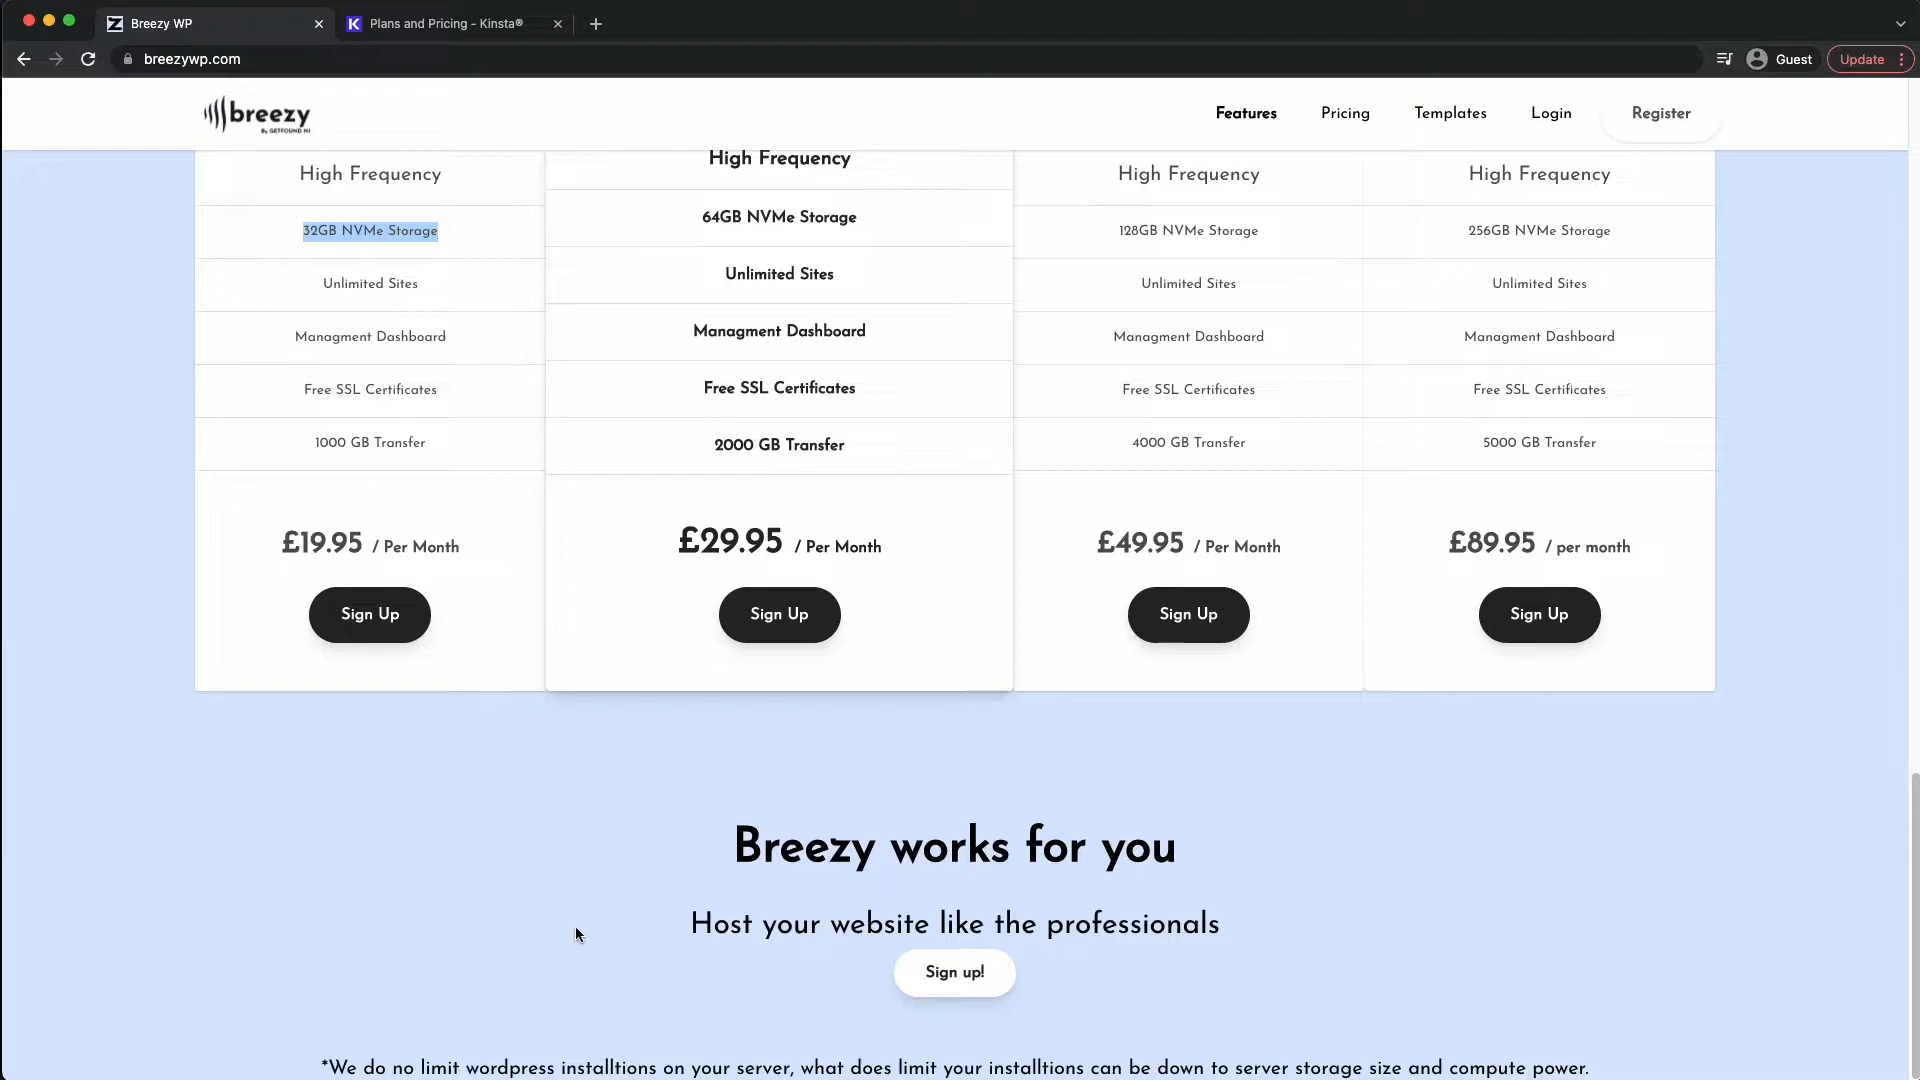 Breezy WP
Plans and Pricing - Kinsta®
breezywp.com
Guest
Update
breezy
By GETFOUND NI
Features
Pricing
Templates
Login
Register
High Frequency
32GB NVMe Storage
Unlimited Sites
Managment Dashboard
Free SSL Certificates
1000 GB Transfer
£19.95 / Per Month
Sign Up
High Frequency
64GB NVMe Storage
Unlimited Sites
Managment Dashboard
Free SSL Certificates
2000 GB Transfer
£29.95 / Per Month
Sign Up
High Frequency
128GB NVMe Storage
Unlimited Sites
Managment Dashboard
Free SSL Certificates
4000 GB Transfer
£49.95 / Per Month
Sign Up
High Frequency
256GB NVMe Storage
Unlimited Sites
Managment Dashboard
Free SSL Certificates
5000 GB Transfer
£89.95 / per month
Sign Up
Breezy works for you
Host your website like the professionals
Sign up!
*We do no limit wordpress installtions on your server, what does limit your installtions can be down to server storage size and compute power.